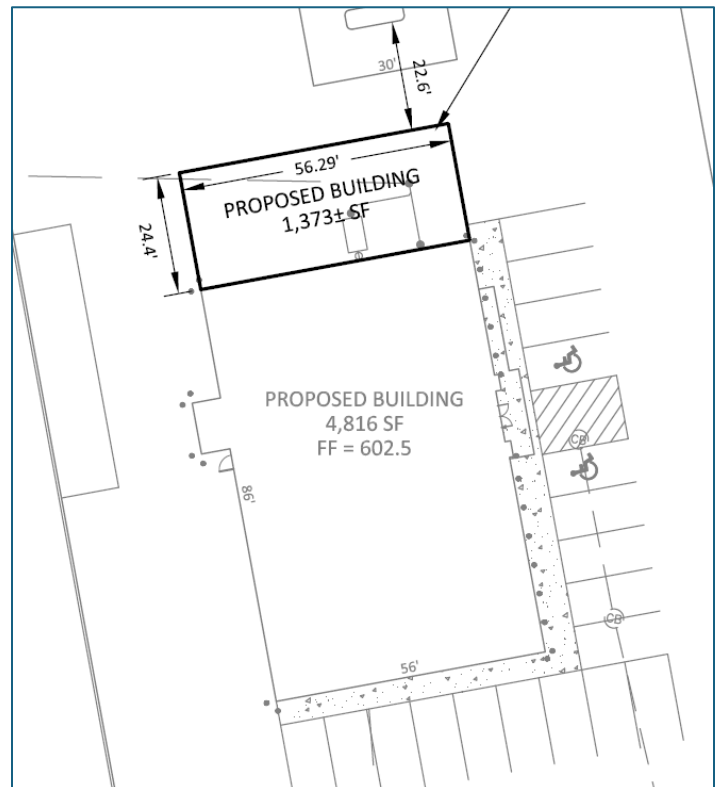 30'
22.6'
56.29'
PROPOSED BUILDING
1,373± SF
24.4'
PROPOSED BUILDING
4,816 SF
FF = 602.5
CB
86'
CB
56'